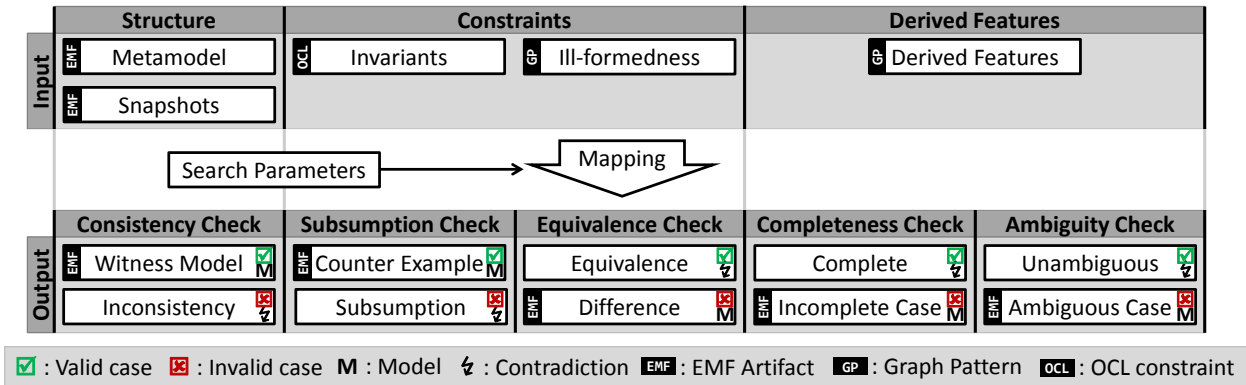 Structure Constraints Derived Features
Input
EMF Metamodel OCL Invariants GP Ill-formedness GP Derived Features
EMF Snapshots
Search Parameters Mapping
Output
Consistency Check Subsumption Check Equivalence Check Completeness Check Ambiguity Check
EMF Witness Model M EMF Counter Example M Equivalence Complete Unambiguous
Inconsistency Subsumption EMF Difference M EMF Incomplete Case M EMF Ambiguous Case M
: Valid case : Invalid case M : Model : Contradiction EMF : EMF Artifact GP : Graph Pattern OCL : OCL constraint